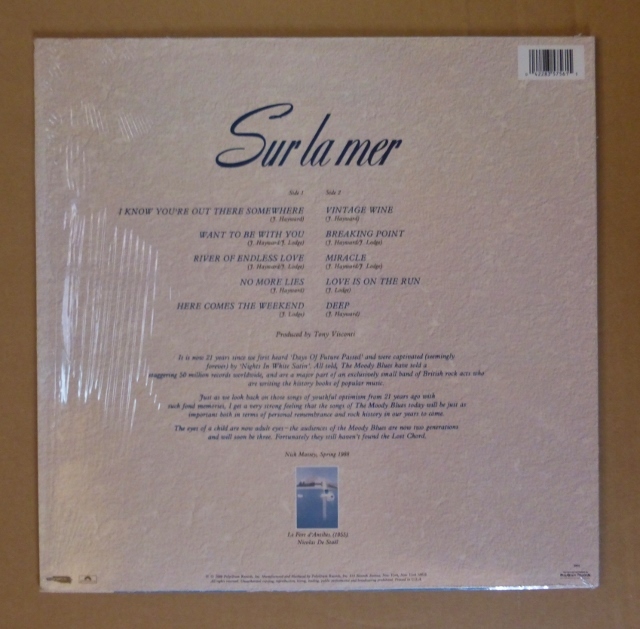 Sur la mer
Side 1
Side 2
I KNOW YOU'RE OUT THERE SOMEWHERE
(J. Hayward)
WANT TO BE WITH YOU
(J. Hayward/J. Lodge)
RIVER OF ENDLESS LOVE
(J. Hayward/J. Lodge)
NO MORE LIES
(J. Hayward)
HERE COMES THE WEEKEND
(J. Lodge)
VINTAGE WINE
(J. Hayward)
BREAKING POINT
(J. Hayward/J. Lodge)
MIRACLE
(J. Hayward/J. Lodge)
LOVE IS ON THE RUN
(J. Lodge)
DEEP
(J. Hayward)
Produced by Tony Visconti
It is now 21 years since we first heard 'Days Of Future Passed' and were captivated (seemingly
forever) by 'Nights In White Satin'. All told, The Moody Blues have sold a
staggering 50 million records worldwide, and are a major part of an exclusively small band of British rock acts who
are writing the history books of popular music.
Just as we look back on those songs of youthful optimism from 21 years ago with
such fond memories, I get a very strong feeling that the songs of The Moody Blues today will be just as
important both in terms of personal remembrance and rock history in our years to come.
The eyes of a child are now adult eyes—the audiences of the Moody Blues are now two generations
and will soon be three. Fortunately they still haven't found the Lost Chord.
Nick Massey, Spring 1988
Le Fort d'Antibes, (1955)
Nicolas De Staël